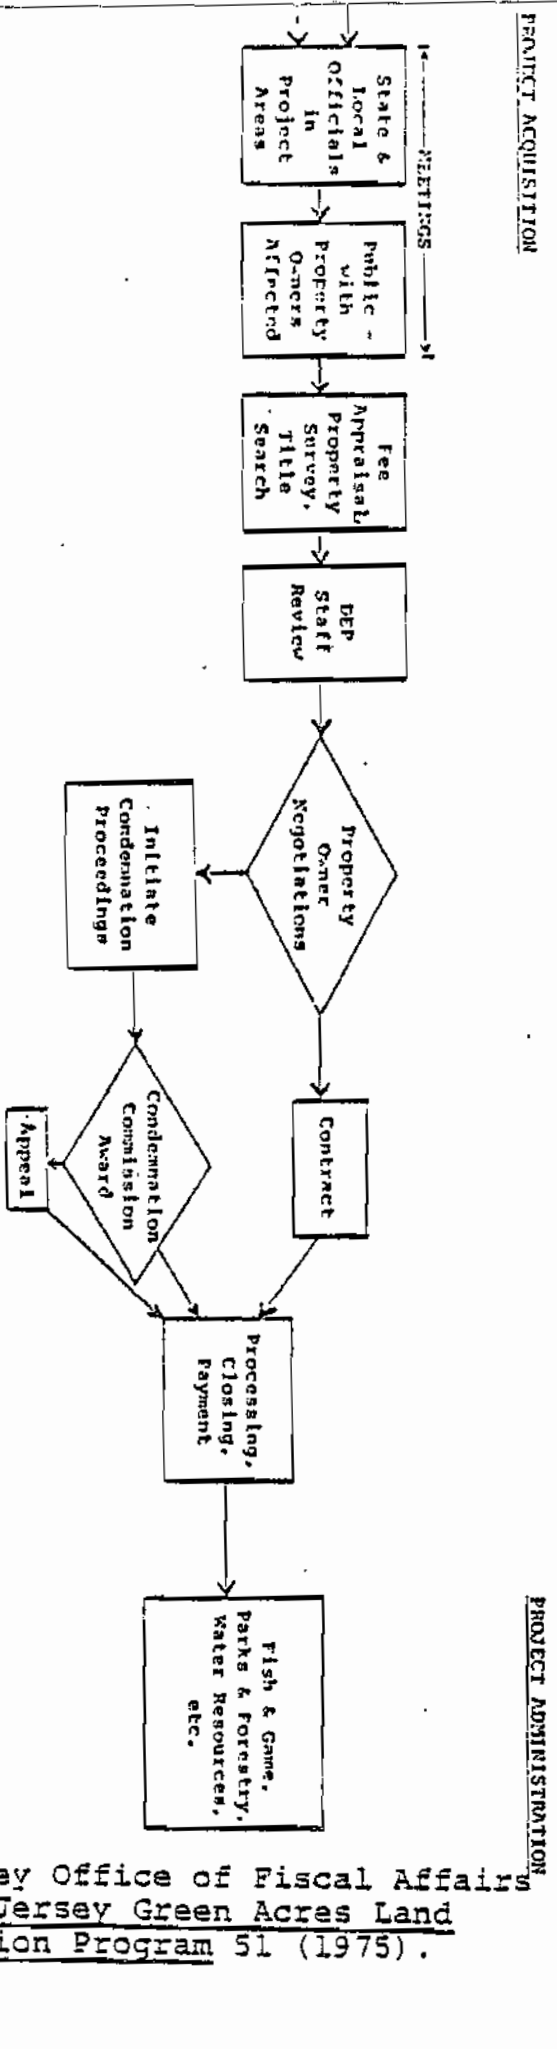 PROJECT ACQUISITION
MEETINGS
State &
Local
Officials
in
Project
Areas
Public -
with
Property
Owners
Affected
Fee
Appraisal,
Property
Survey,
Title
Search
DEP
Staff
Review
Property
Owner
Negotiations
Initiate
Condemnation
Proceedings
Contract
Condemnation
Commission
Award
Appeal
Processing,
Closing,
Payment
PROJECT ADMINISTRATION
Fish & Game,
Parks & Forestry,
Water Resources,
etc.
ey Office of Fiscal Affairs
Jersey Green Acres Land
ion Program 51 (1975).